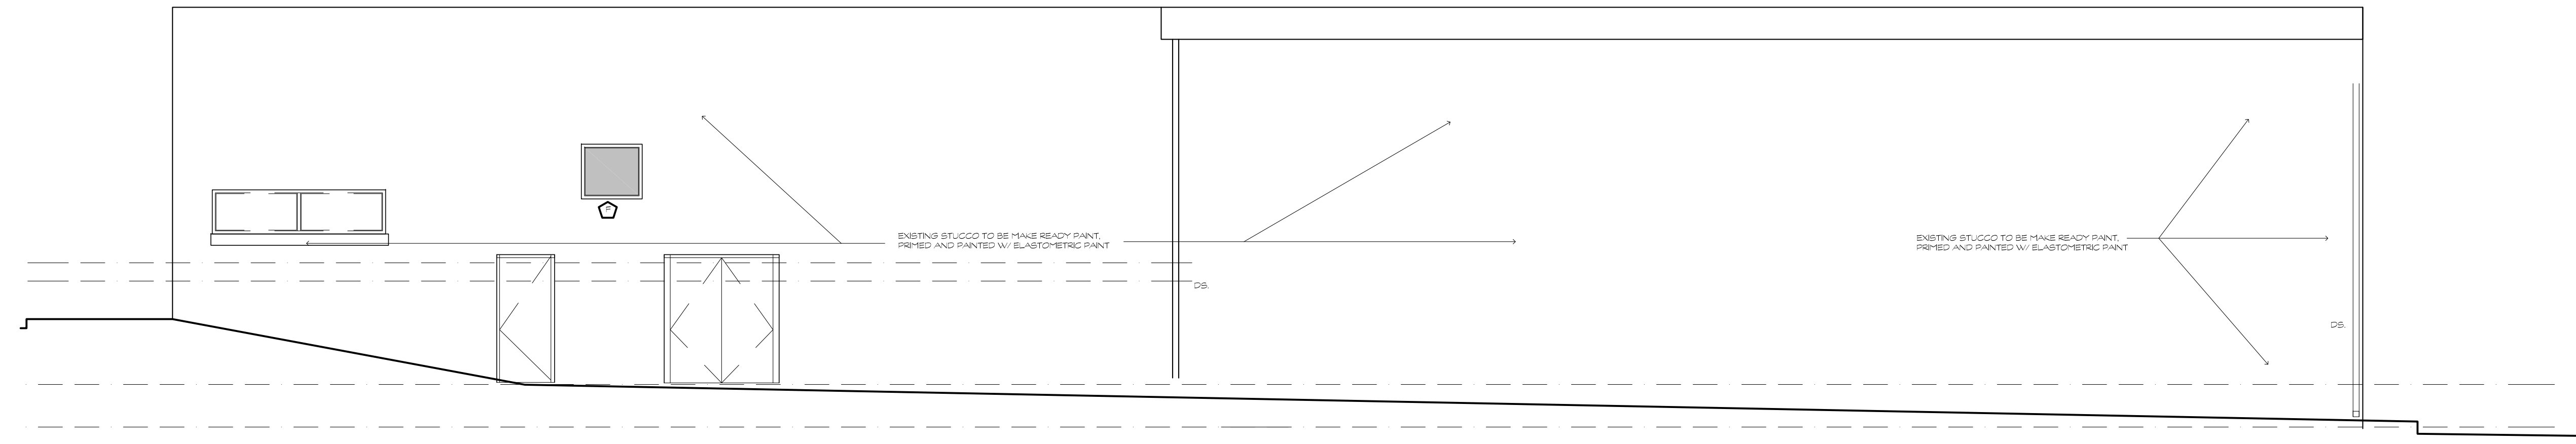 F
EXISTING STUCCO TO BE MAKE READY PAINT,
PRIMED AND PAINTED W/ ELASTOMETRIC PAINT
DS.
EXISTING STUCCO TO BE MAKE READY PAINT,
PRIMED AND PAINTED W/ ELASTOMETRIC PAINT
DS.